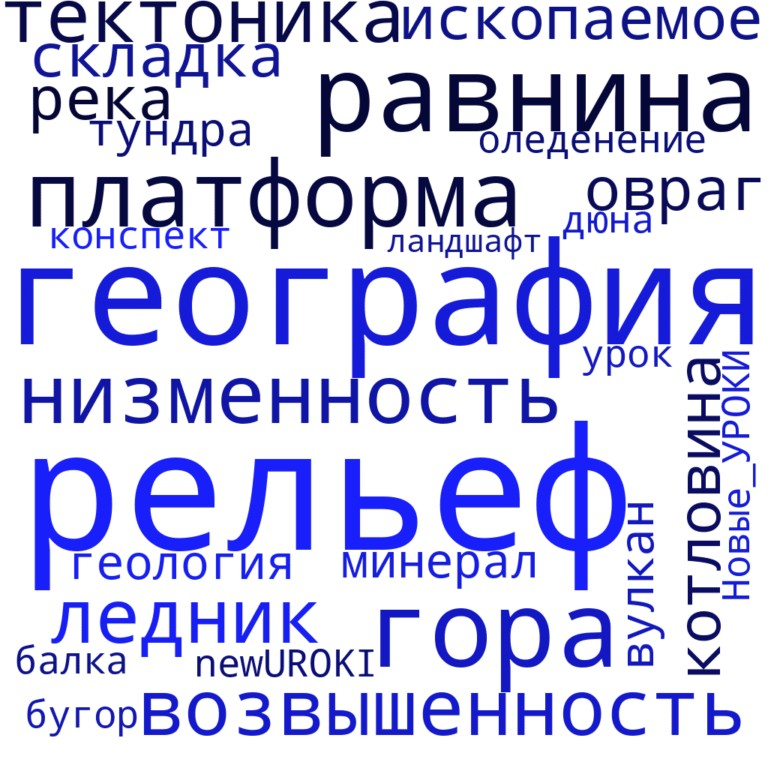 тектоника
ископаемое
складка
река
равнина
тундра
оледенение
платформа
овраг
дюна
конспект
ландшафт
география
урок
низменность
котловина
Новые_УРОКИ
рельеф
вулкан
геология
минерал
ледник
гора
балка
newUROKI
бугор
возвышенность